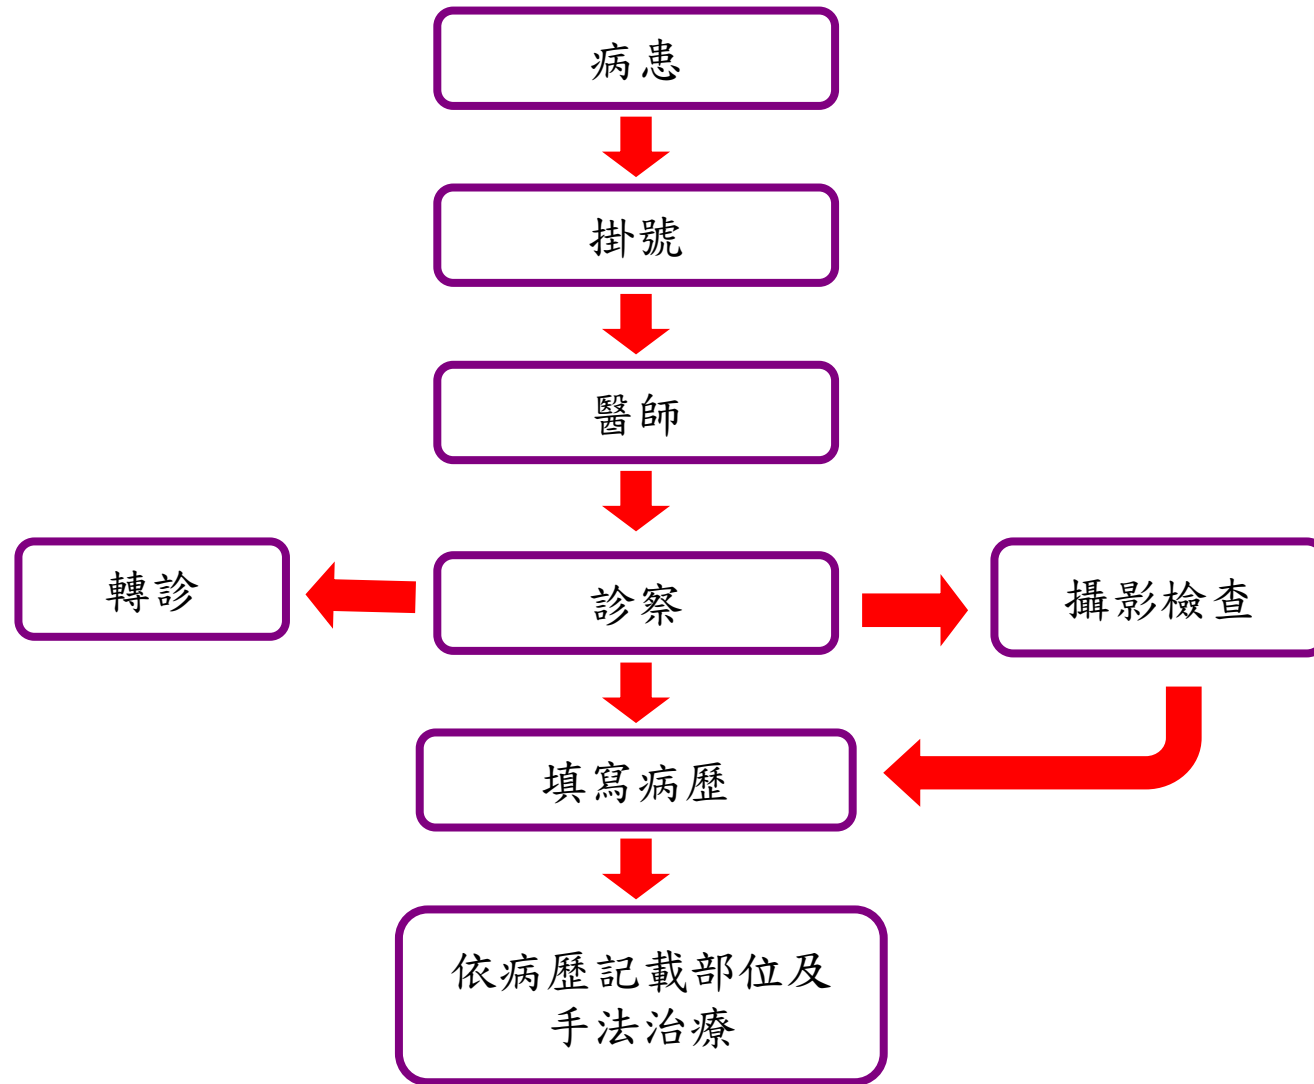 病患
掛號
醫師
轉診
診察
攝影檢查
填寫病歷
依病歷記載部位及
手法治療